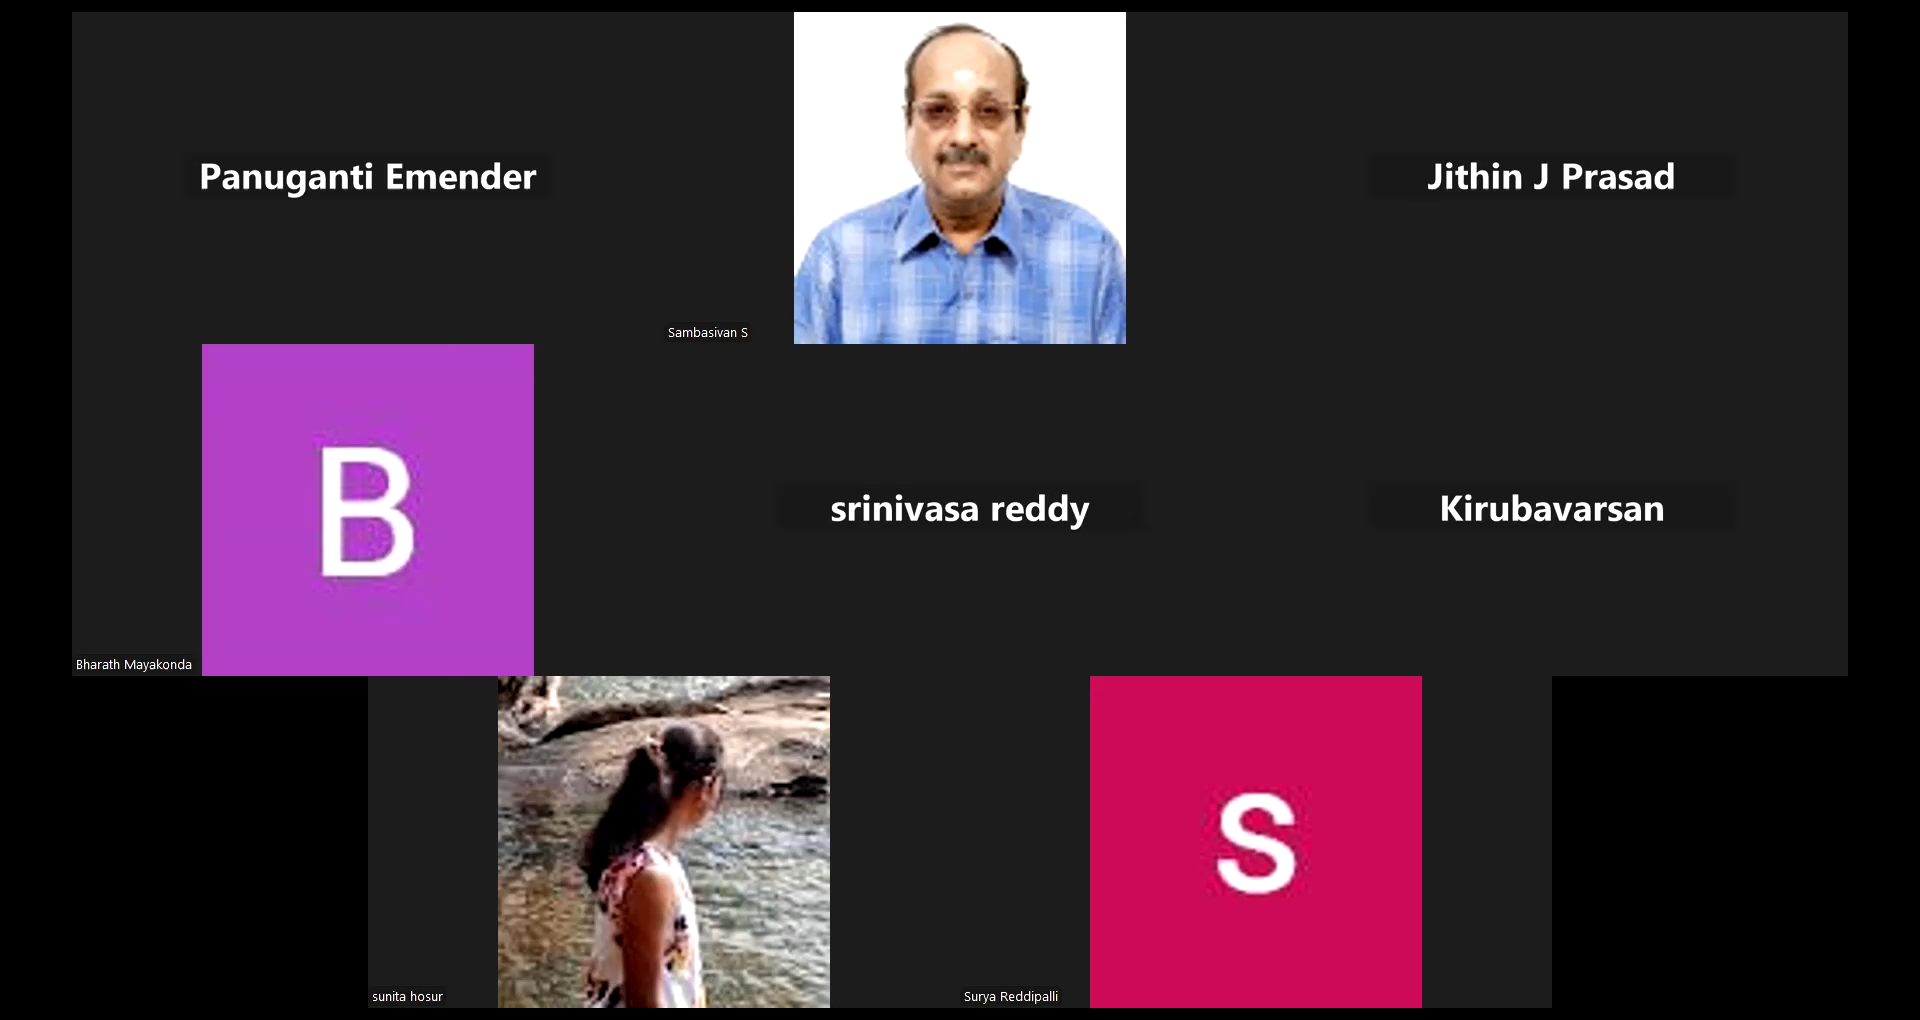 Panuganti Emender
Sambasivan S
Jithin J Prasad
B
Bharath Mayakonda
srinivasa reddy
Kirubavarsan
sunita hosur
S
Surya Reddipalli